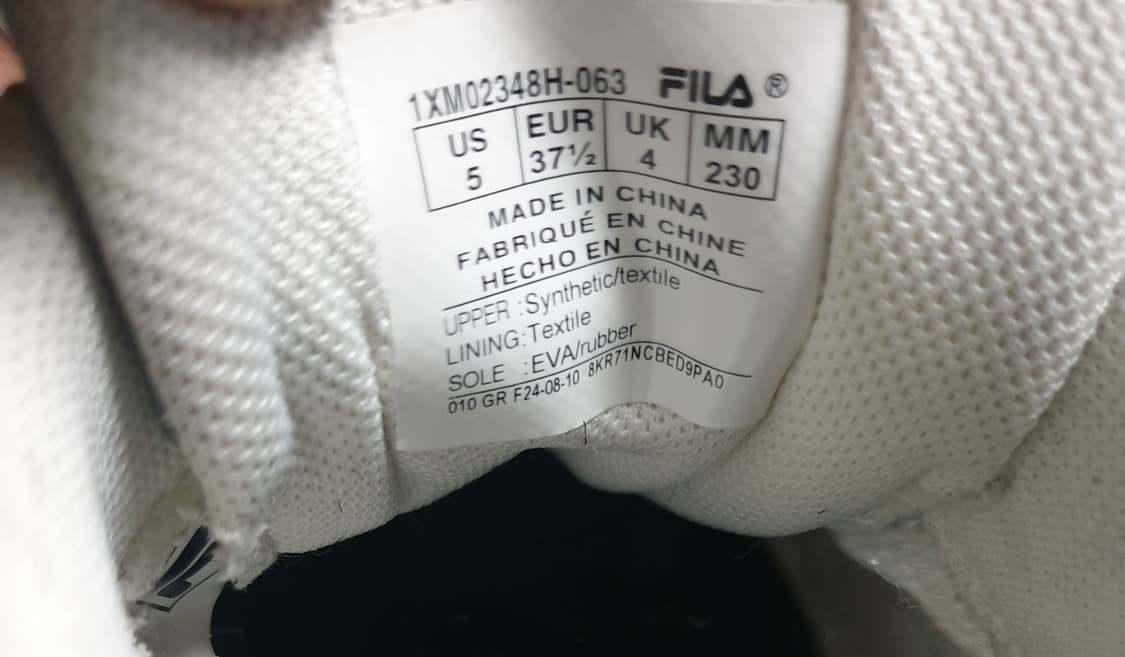 1XM02348H-063 FILA®
US EUR UK MM
5 37½ 4 230
MADE IN CHINA
FABRIQUÉ EN CHINE
HECHO EN CHINA
UPPER :Synthetic/textile
LINING:Textile
SOLE :EVA/rubber
010 GR F24-08-10 8KR71NCBED9PA0